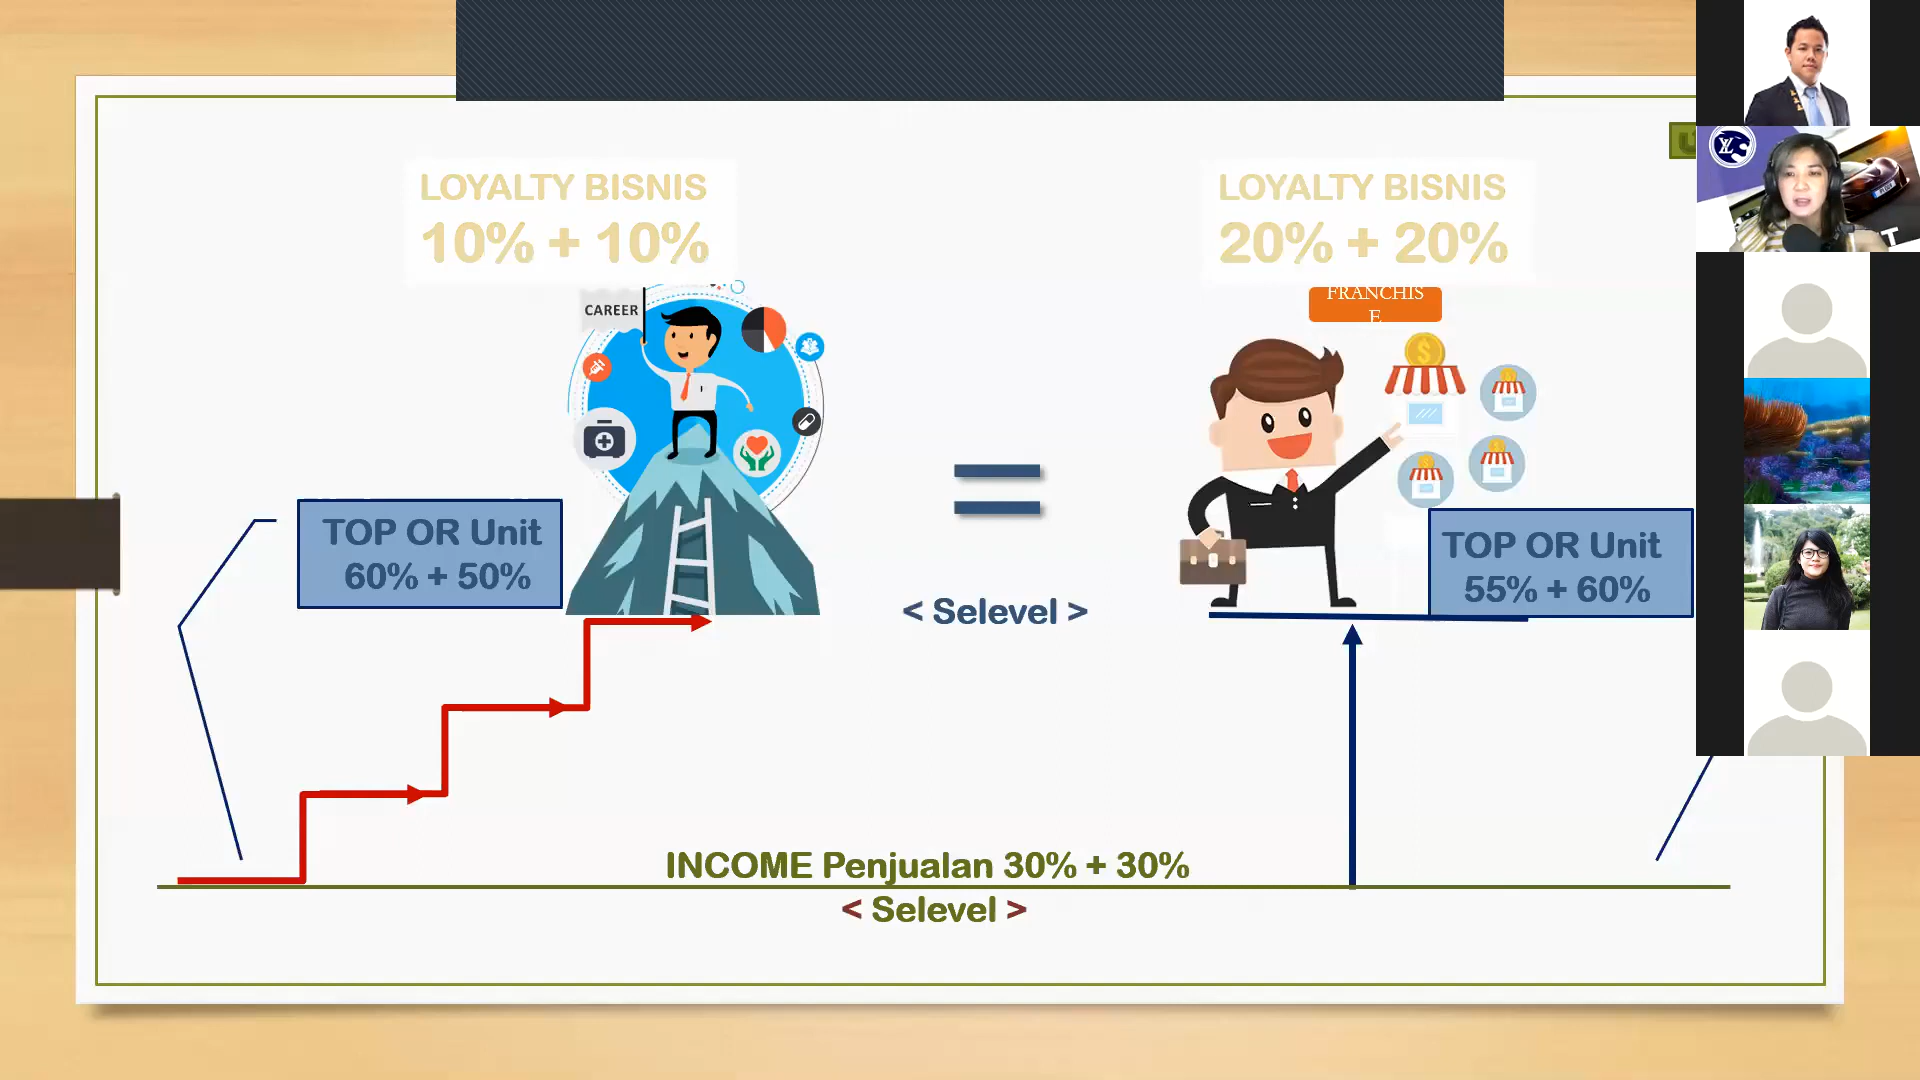 LOYALTY BISNIS
10% + 10%
LOYALTY BISNIS
20% + 20%
CAREER
FRANCHIS
E
TOP OR Unit
60% + 50%
TOP OR Unit
55% + 60%
< Selevel >
INCOME Penjualan 30% + 30%
< Selevel >